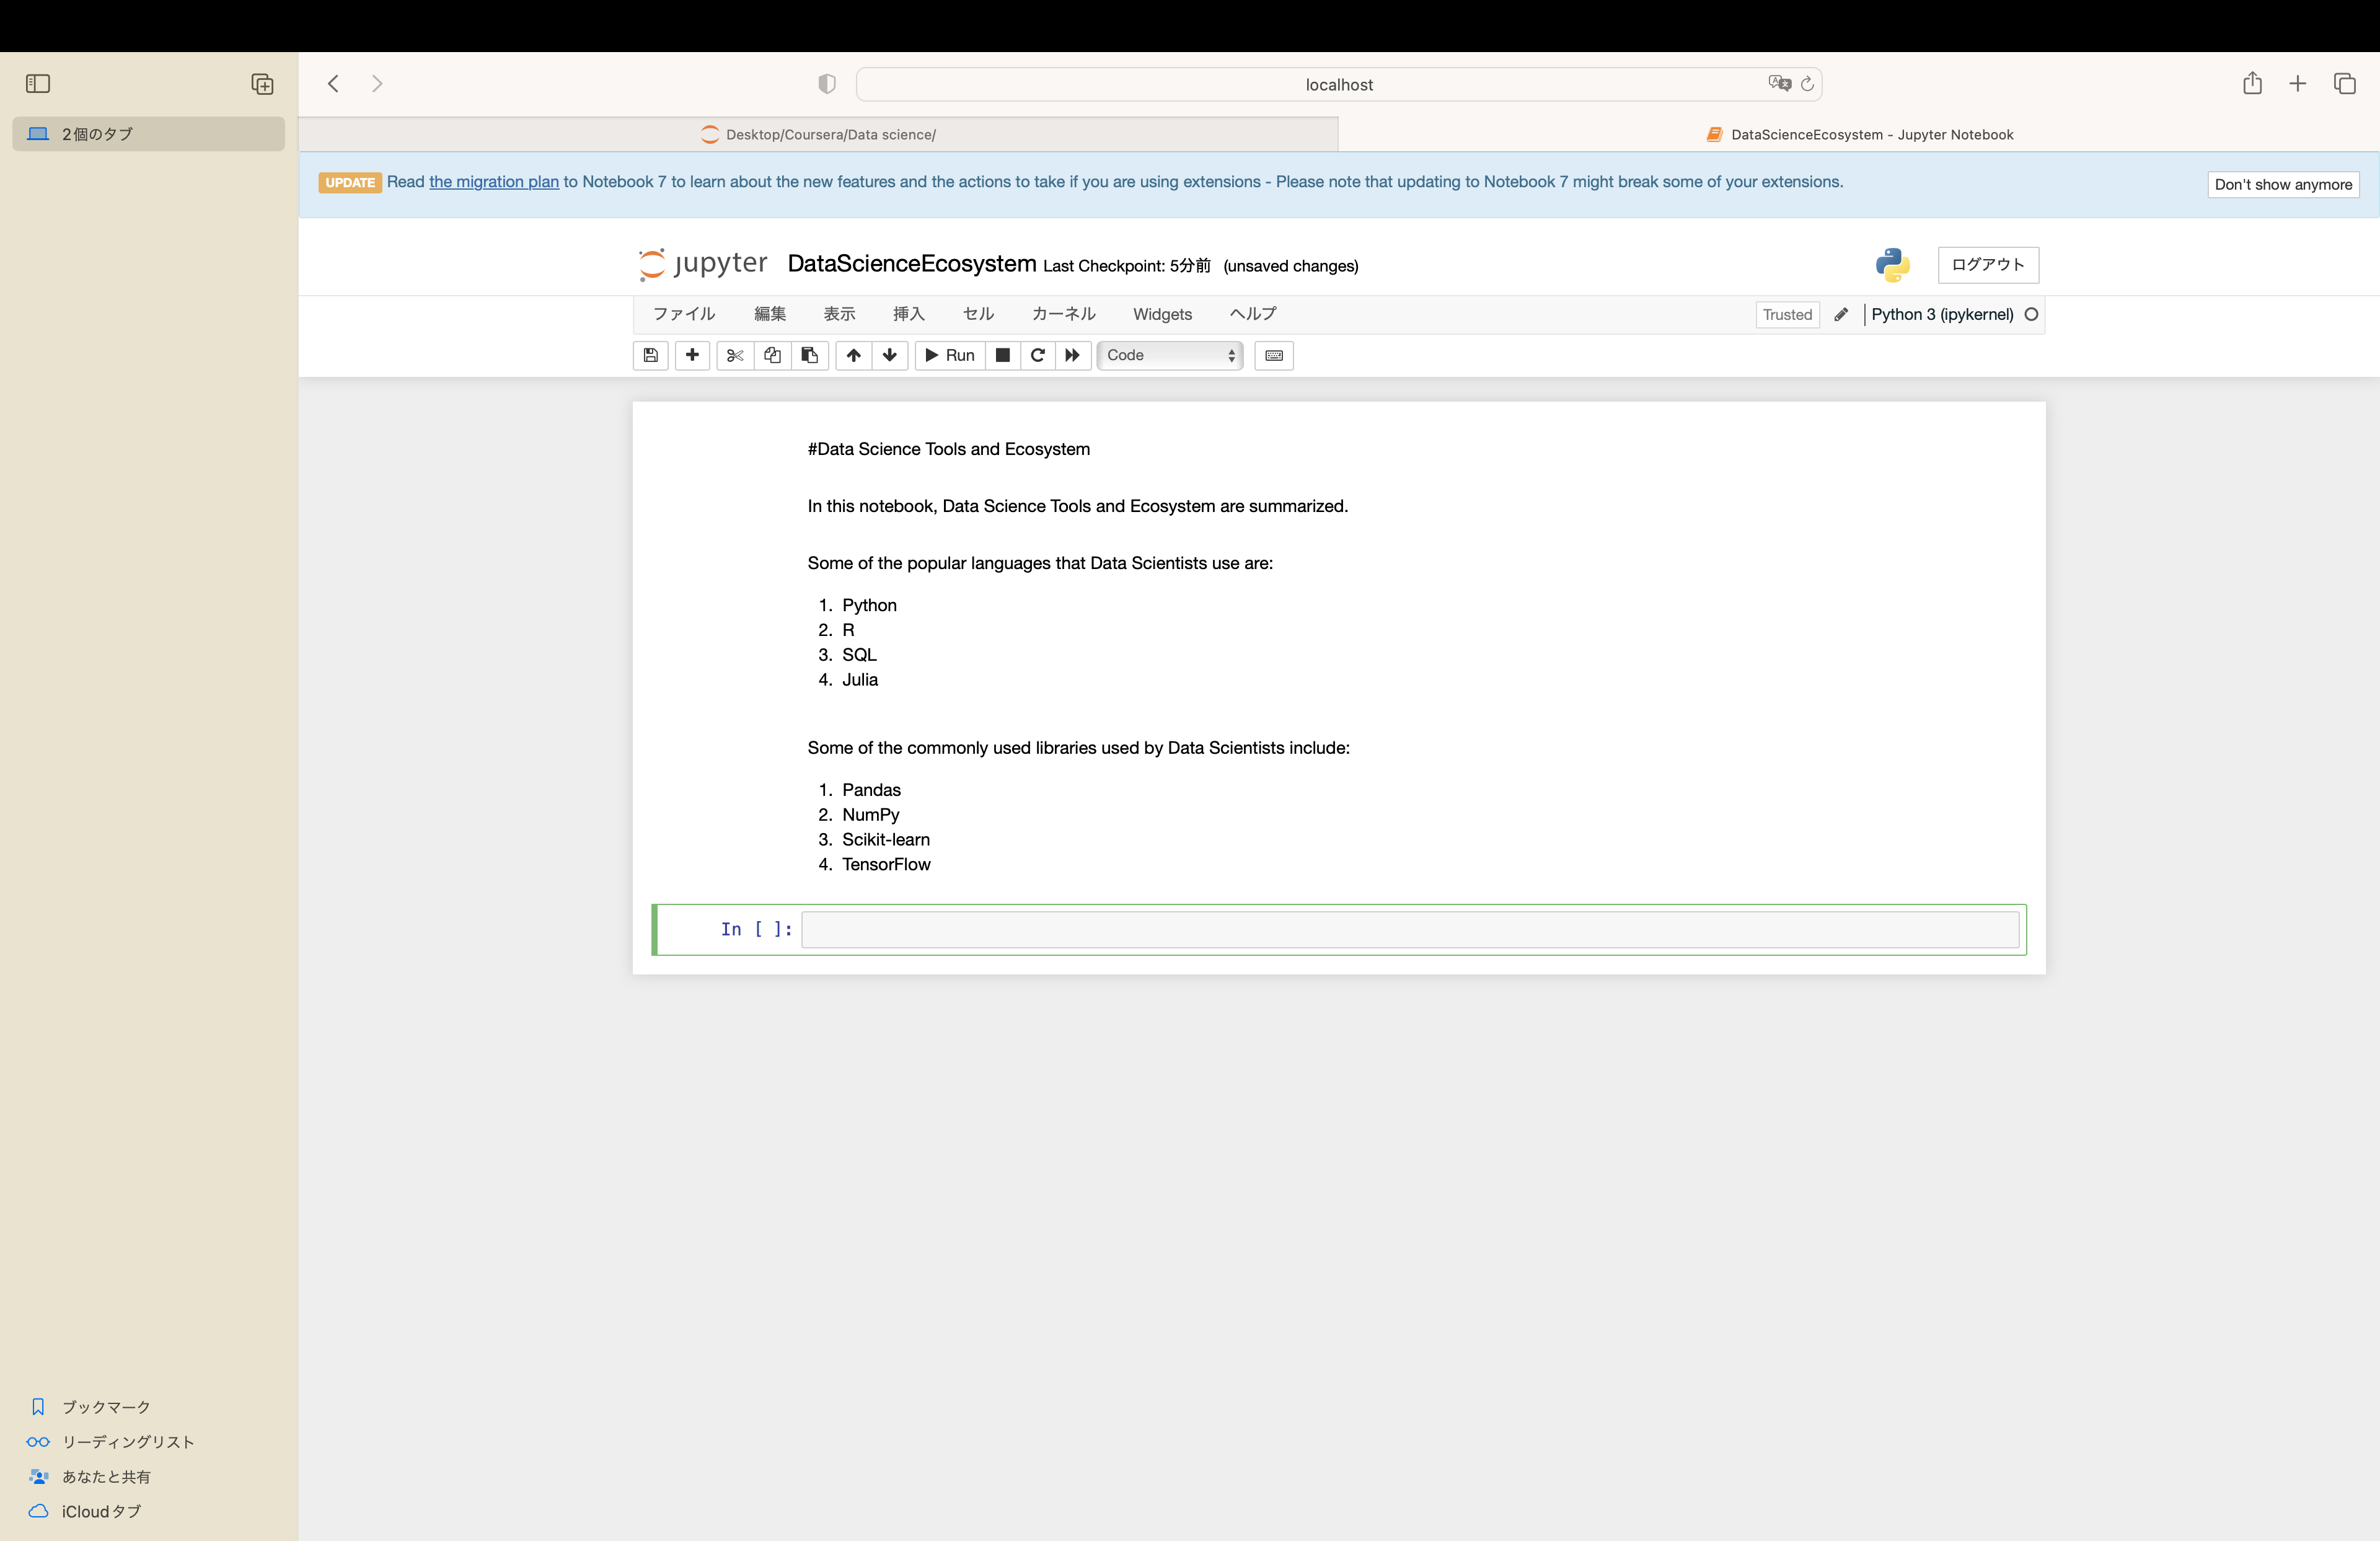 localhost
2個のタブ
Desktop/Coursera/Data science/
DataScienceEcosystem - Jupyter Notebook
UPDATE Read the migration plan to Notebook 7 to learn about the new features and the actions to take if you are using extensions - Please note that updating to Notebook 7 might break some of your extensions.
Don't show anymore
jupyter DataScienceEcosystem Last Checkpoint: 5分前 (unsaved changes)
ログアウト
ファイル 編集 表示 挿入 セル カーネル Widgets ヘルプ
Trusted Python 3 (ipykernel)
Run Code
#Data Science Tools and Ecosystem
In this notebook, Data Science Tools and Ecosystem are summarized.
Some of the popular languages that Data Scientists use are:
1. Python
2. R
3. SQL
4. Julia
Some of the commonly used libraries used by Data Scientists include:
1. Pandas
2. NumPy
3. Scikit-learn
4. TensorFlow
In [ ]:
ブックマーク
リーディングリスト
あなたと共有
iCloudタブ